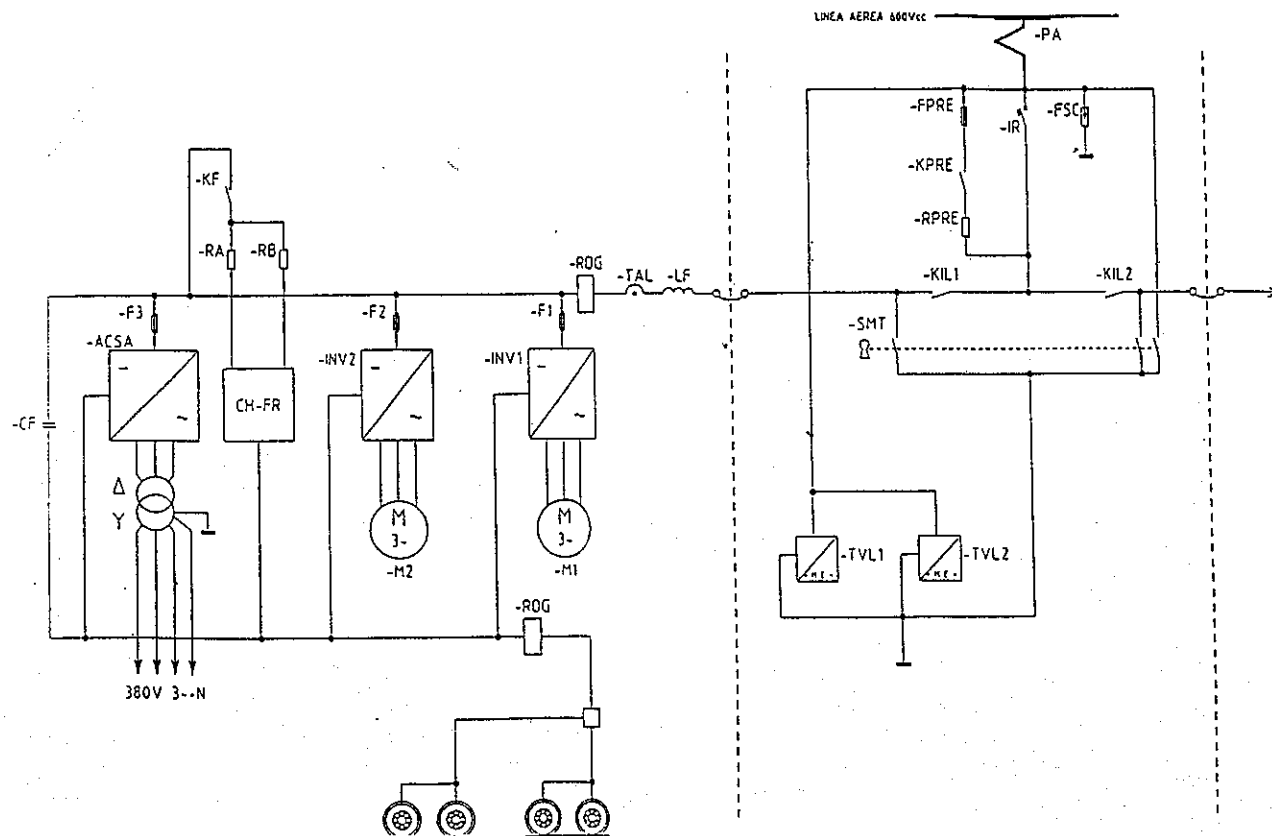 LINEA AEREA 600Vcc
-PA
-FPRE
-IR
-FSC
-KPRE
-RPRE
-KF
-RA
-RB
-ROG
-TAL
-LF
-KIL1
-KIL2
-F3
-F2
-F1
-SMT
-ACSA
-INV2
-INV1
-
-
-
CH-FR
~
~
~
-CF
Δ
Y
M
3~
M
3~
-M2
-M1
-TVL1
-TVL2
-ROG
380V 3~+N